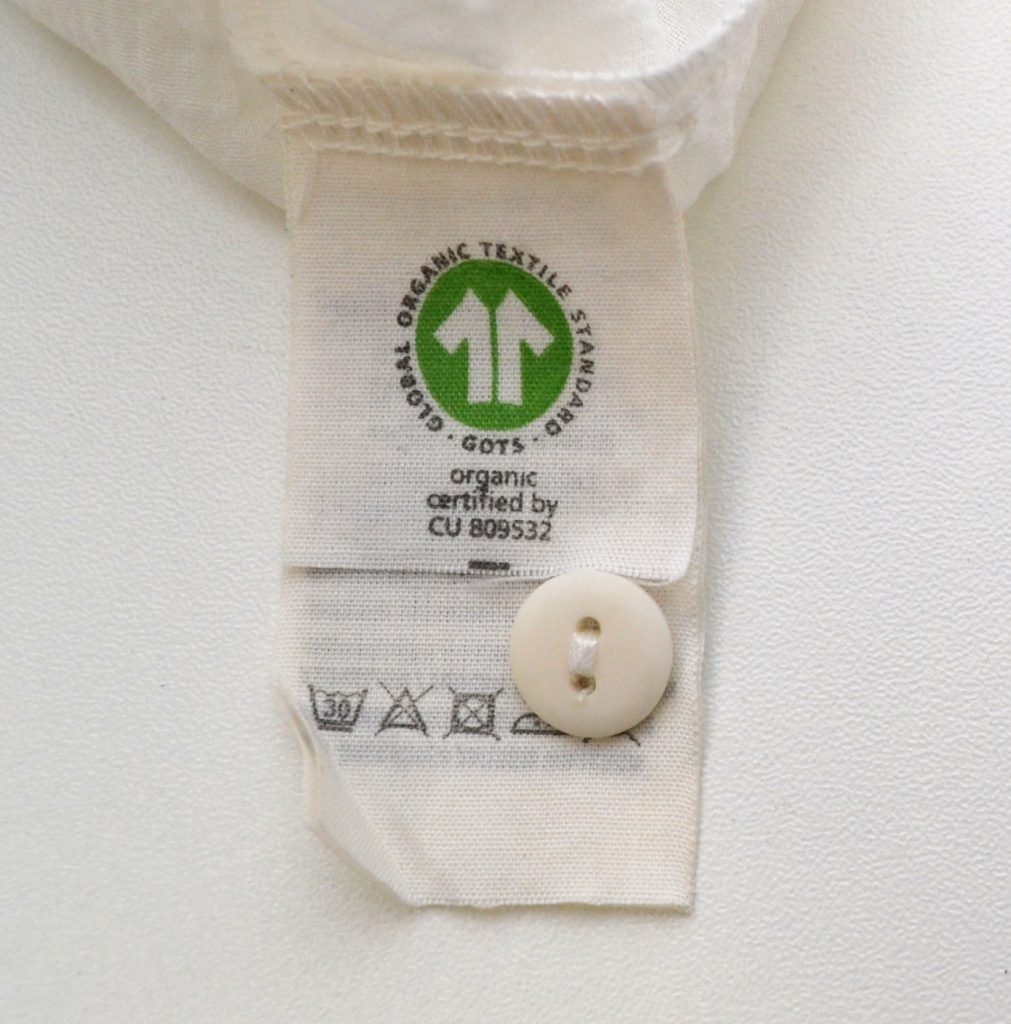 GLOBAL ORGANIC TEXTILE STANDARD
· GOTS ·
organic
certified by
CU 809532
30